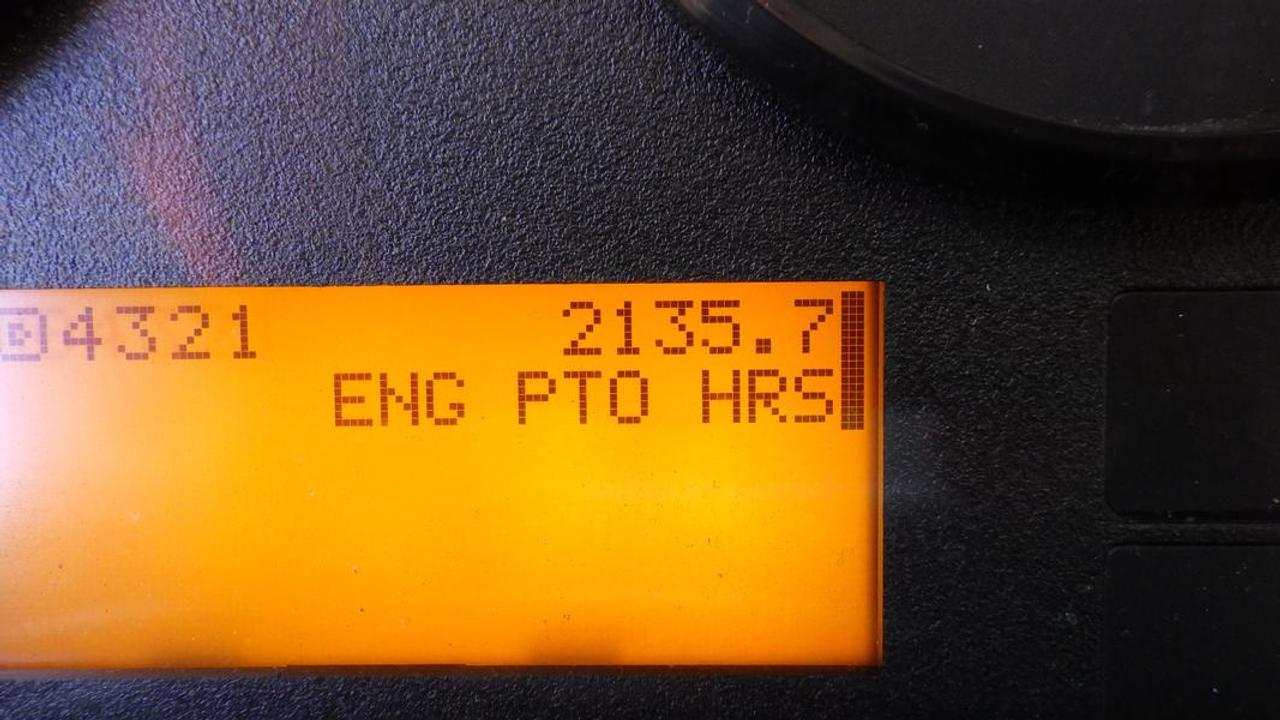 4321 2135.7
ENG PTO HRS